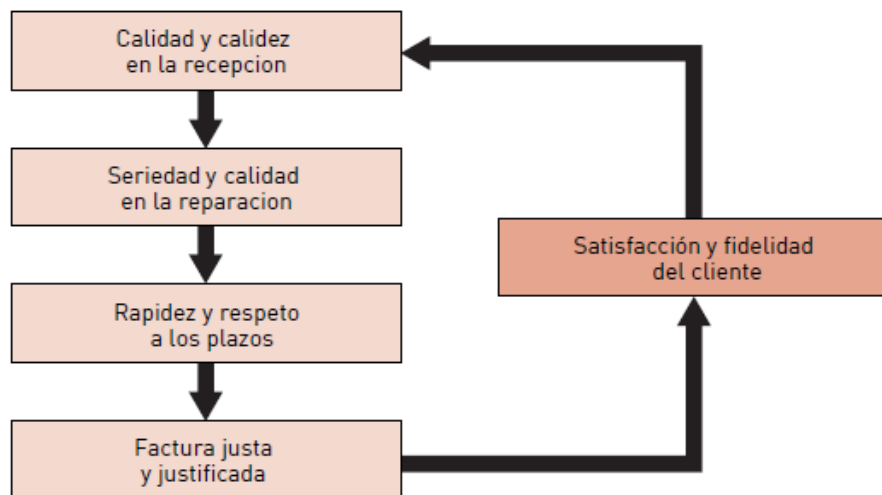 Calidad y calidez
en la recepcion
Seriedad y calidad
en la reparacion
Rapidez y respeto
a los plazos
Factura justa
y justificada
Satisfacción y fidelidad
del cliente